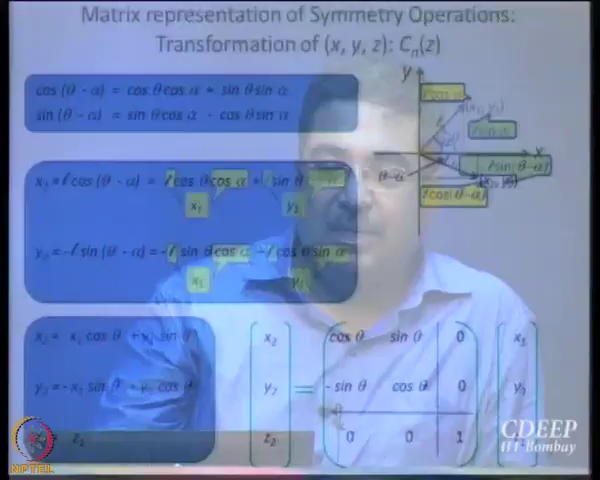 Matrix representation of Symmetry Operations:
Transformation of (x, y, z): Cn(z)
cos (θ - α) = cos θ cos α + sin θ sin α
sin (θ - α) = sin θ cos α - cos θ sin α
y
x
θ-α
l sin(θ-α)
l cos(θ-α)
x₂ = l cos (θ - α) = l cos θ cos α + l sin θ
x₁ y₁
y₂ = -l sin (θ - α) = -l sin θ cos α - l cos θ sin α
x₁ y₁
x₂ = x₁ cos θ + y₁ sin θ
y₂ = -x₁ sin θ + y₁ cos θ
= z₁
x₂ cos θ sin θ 0 x₁
y₂ = - sin θ cos θ 0 y₁
z₂ 0 0 1
CDEEP
IIT Bombay
NPTEL